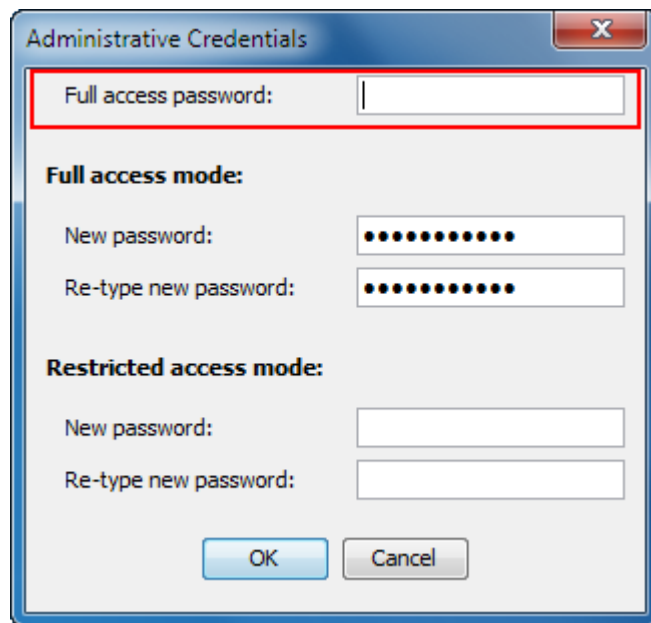 Administrative Credentials
Full access password:
Full access mode:
New password: ●●●●●●●●●●●
Re-type new password: ●●●●●●●●●●●
Restricted access mode:
New password:
Re-type new password:
OK Cancel